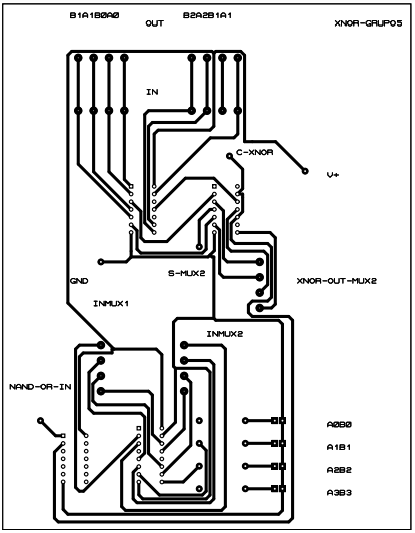 B1A1B0A0
OUT
B2A2B1A1
XNOR-GRUPO5
IN
C-XNOR
V+
S-MUX2
GND
XNOR-OUT-MUX2
INMUX1
INMUX2
NAND-OR-IN
A0B0
A1B1
A2B2
A3B3